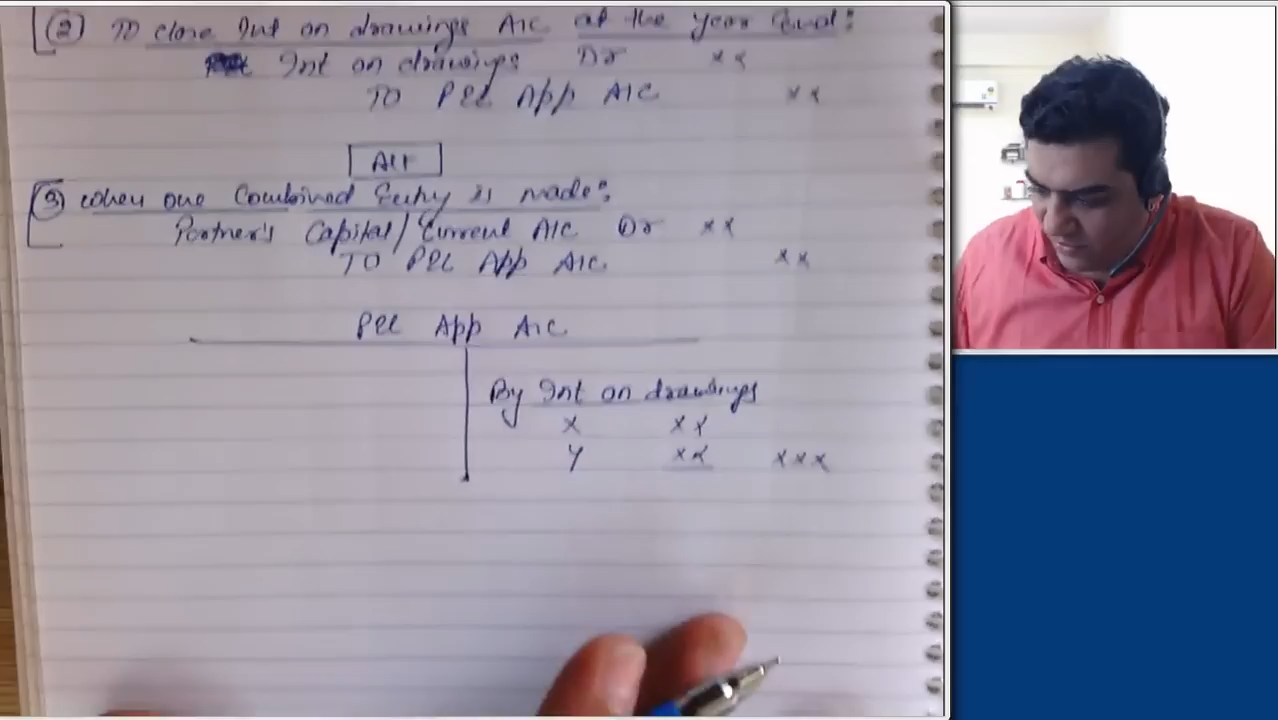 (2) To close Int on drawings A/C at the year end:
Int on drawings Dr xx
TO P&L App A/C xx
Alt
(3) When one Combined Entry is made:
Partner's Capital/Current A/C Dr xx
TO P&L App A/C xx
P&L App A/C
By Int on drawings
X xx
Y xx xxx